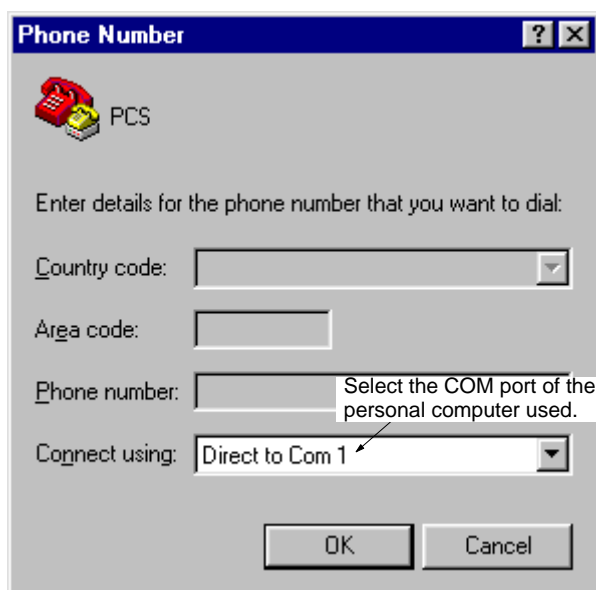 Phone Number
PCS
Enter details for the phone number that you want to dial:
Country code:
Area code:
Phone number:
Select the COM port of the
personal computer used.
Connect using: Direct to Com 1
OK Cancel